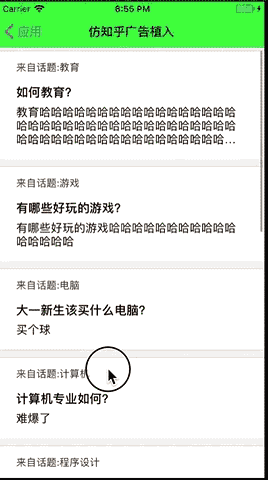 Carrier 6:55 PM
应用 仿知乎广告植入
来自话题:教育
如何教育?
教育哈哈哈哈哈哈哈哈哈哈哈哈哈哈哈哈
哈哈哈哈哈哈哈哈哈哈哈哈哈哈哈哈哈哈
哈哈哈哈哈哈哈哈哈哈哈哈哈哈哈哈哈...
来自话题:游戏
有哪些好玩的游戏?
有哪些好玩的游戏哈哈哈哈哈哈哈哈哈哈
哈哈哈哈哈
来自话题:电脑
大一新生该买什么电脑?
买个球
来自话题:计算机
计算机专业如何?
难爆了
来自话题:程序设计